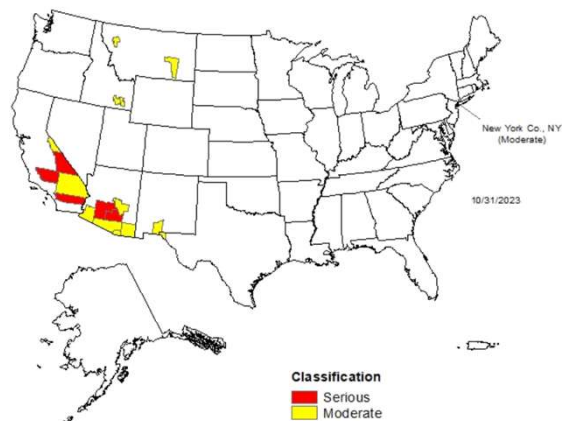 New York Co., NY
(Moderate)
10/31/2023
Classification
Serious
Moderate